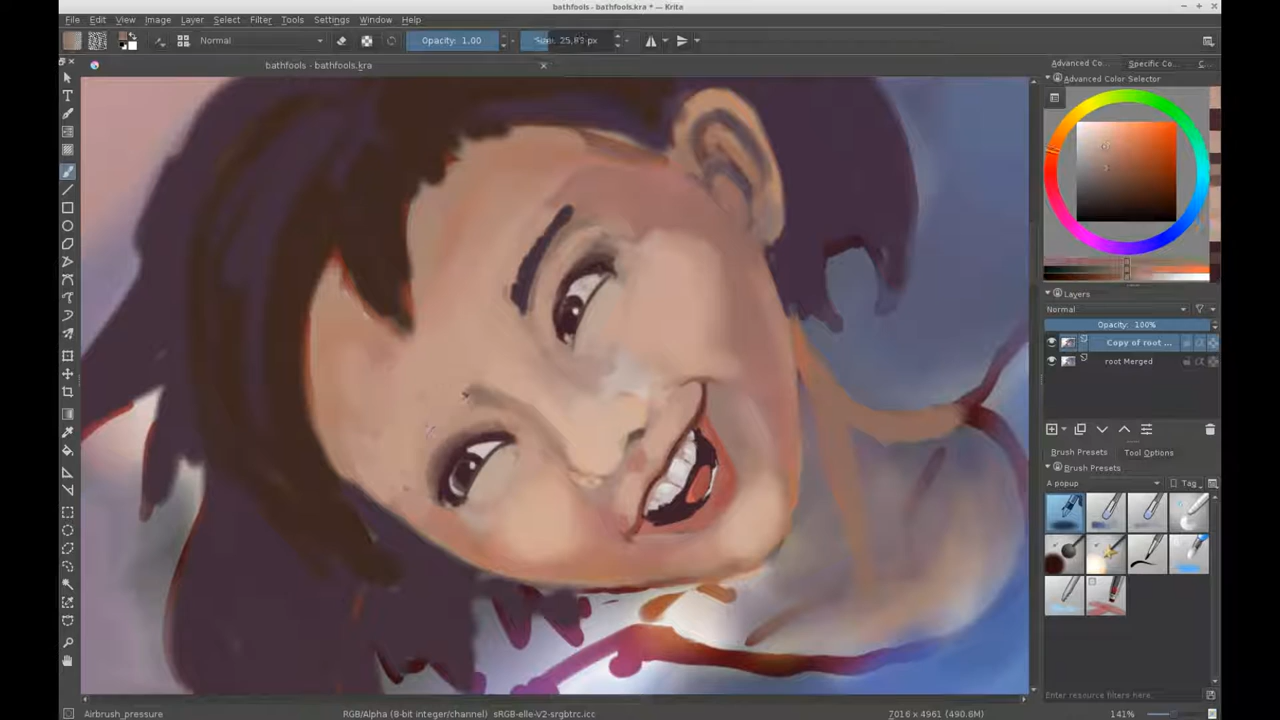 bathfools - bathfools.kra * — Krita
File Edit View Image Layer Select Filter Tools Settings Window Help
Normal Opacity: 1.00 Size: 25.83 px
bathfools - bathfools.kra
Advanced Co... Specific Co... C...
Advanced Color Selector
Layers
Normal
Opacity: 100%
Copy of root ...
root Merged
Brush Presets Tool Options
Brush Presets
A popup Tag
Enter resource filters here..
Airbrush_pressure RGB/Alpha (8-bit integer/channel) sRGB-elle-V2-srgbtrc.icc 7016 x 4961 (490.6M) 141%